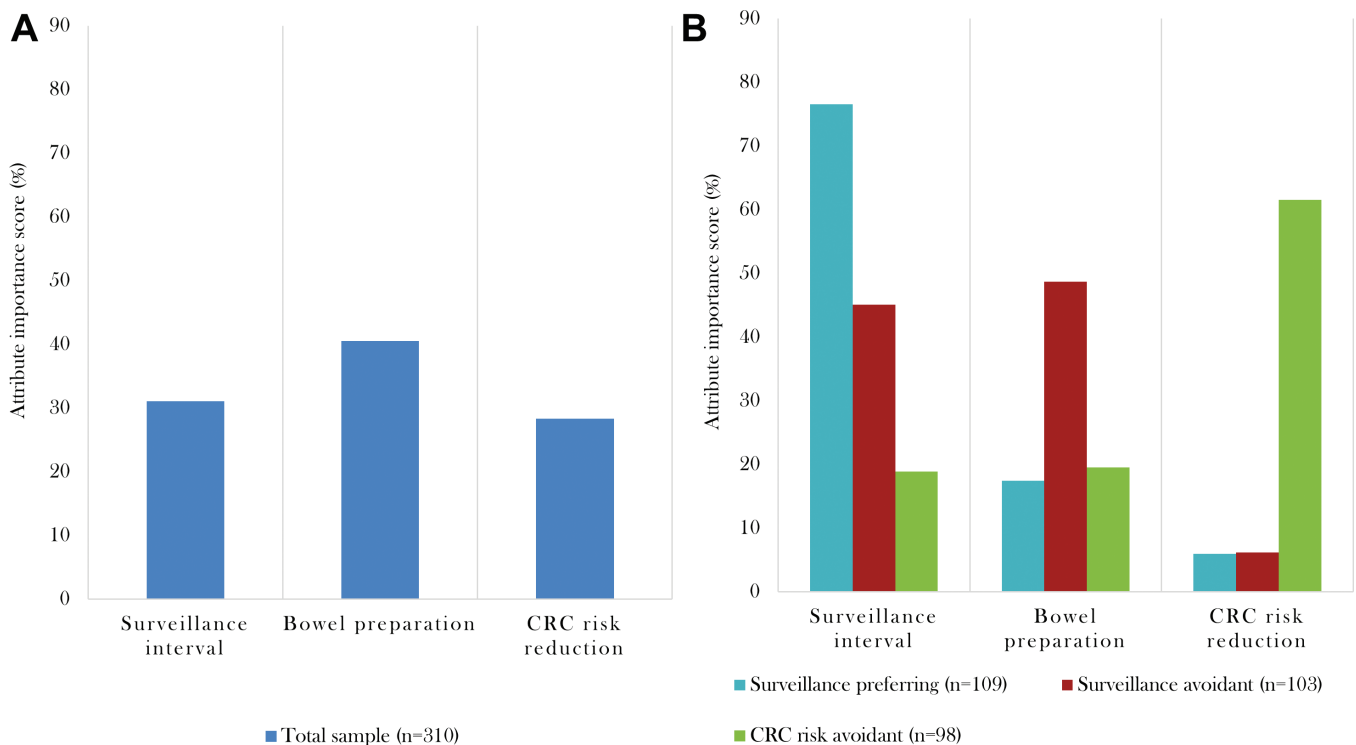 A
Attribute importance score (%)
90
80
70
60
50
40
30
20
10
0
Surveillance
interval
Bowel preparation
CRC risk
reduction
Total sample (n=310)
B
Attribute importance score (%)
90
80
70
60
50
40
30
20
10
0
Surveillance
interval
Bowel
preparation
CRC risk
reduction
Surveillance preferring (n=109)
Surveillance avoidant (n=103)
CRC risk avoidant (n=98)